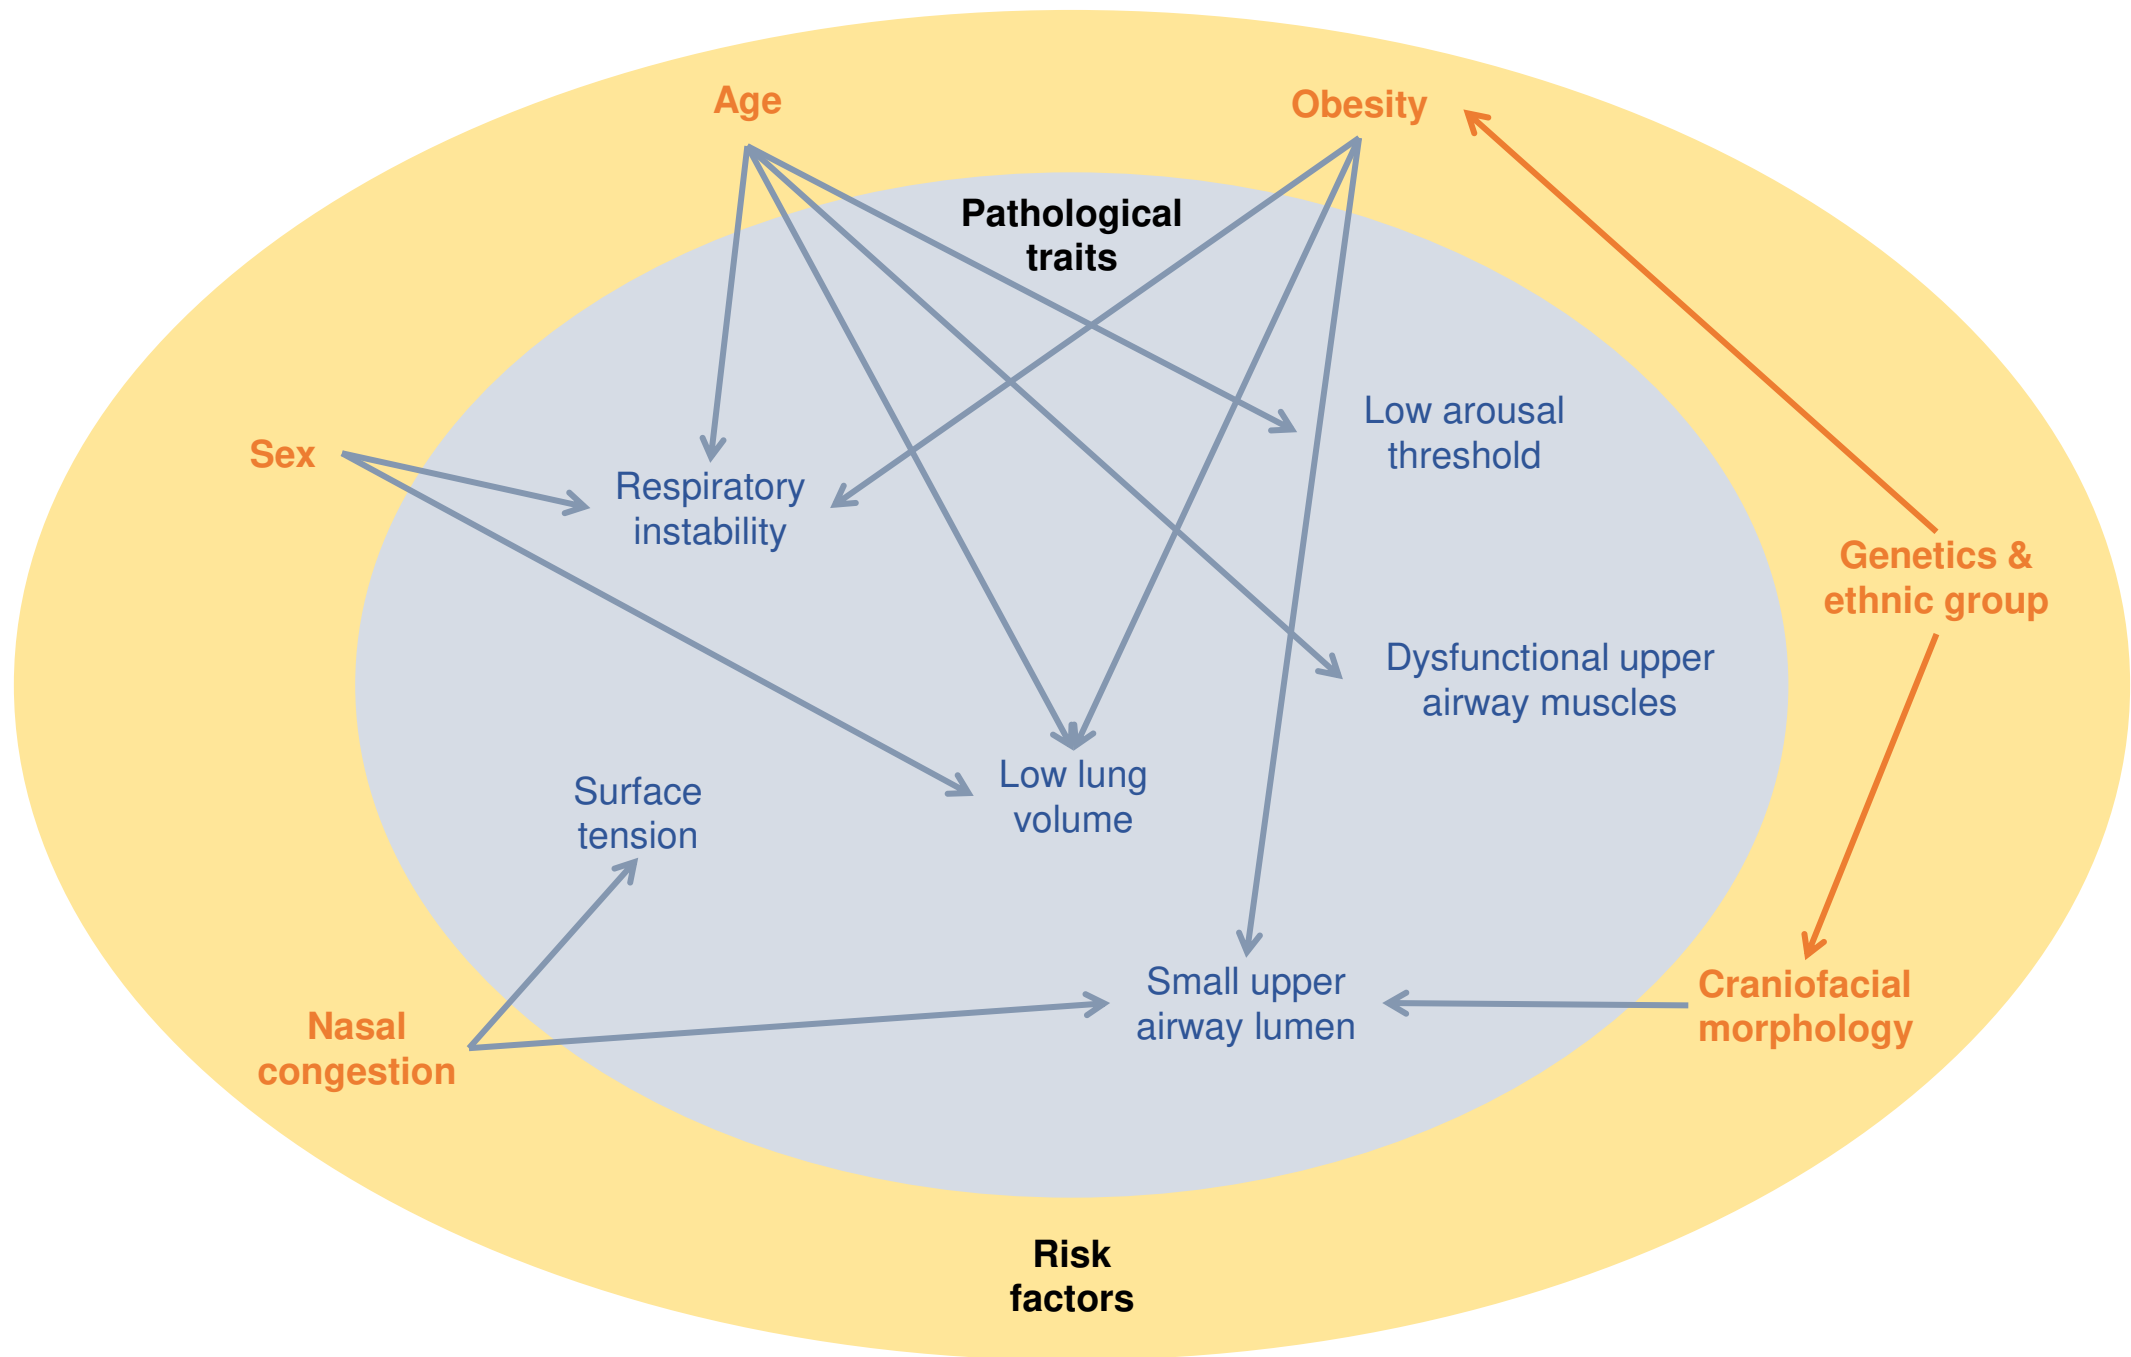 Age
Obesity
Pathological
traits
Low arousal
threshold
Sex
Respiratory
instability
Genetics &
ethnic group
Dysfunctional upper
airway muscles
Low lung
volume
Surface
tension
Small upper
airway lumen
Craniofacial
morphology
Nasal
congestion
Risk
factors